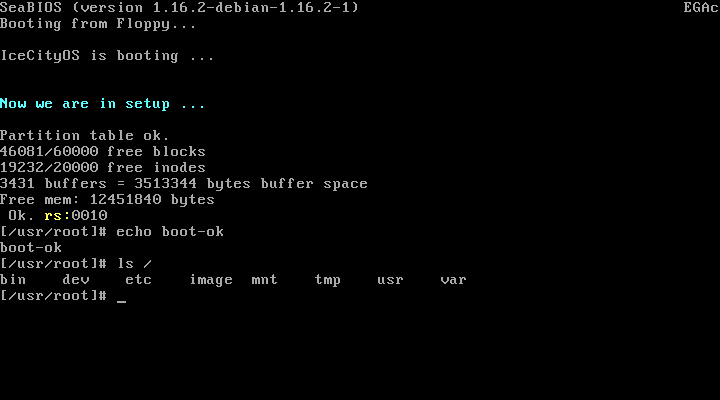 SeaBIOS (version 1.16.2-debian-1.16.2-1) EGAc
Booting from Floppy...
IceCityOS is booting ...
Now we are in setup ...
Partition table ok.
46081/60000 free blocks
19232/20000 free inodes
3431 buffers = 3513344 bytes buffer space
Free mem: 12451840 bytes
 Ok. rs:0010
[/usr/root]# echo boot-ok
boot-ok
[/usr/root]# ls /
bin dev etc image mnt tmp usr var
[/usr/root]# _